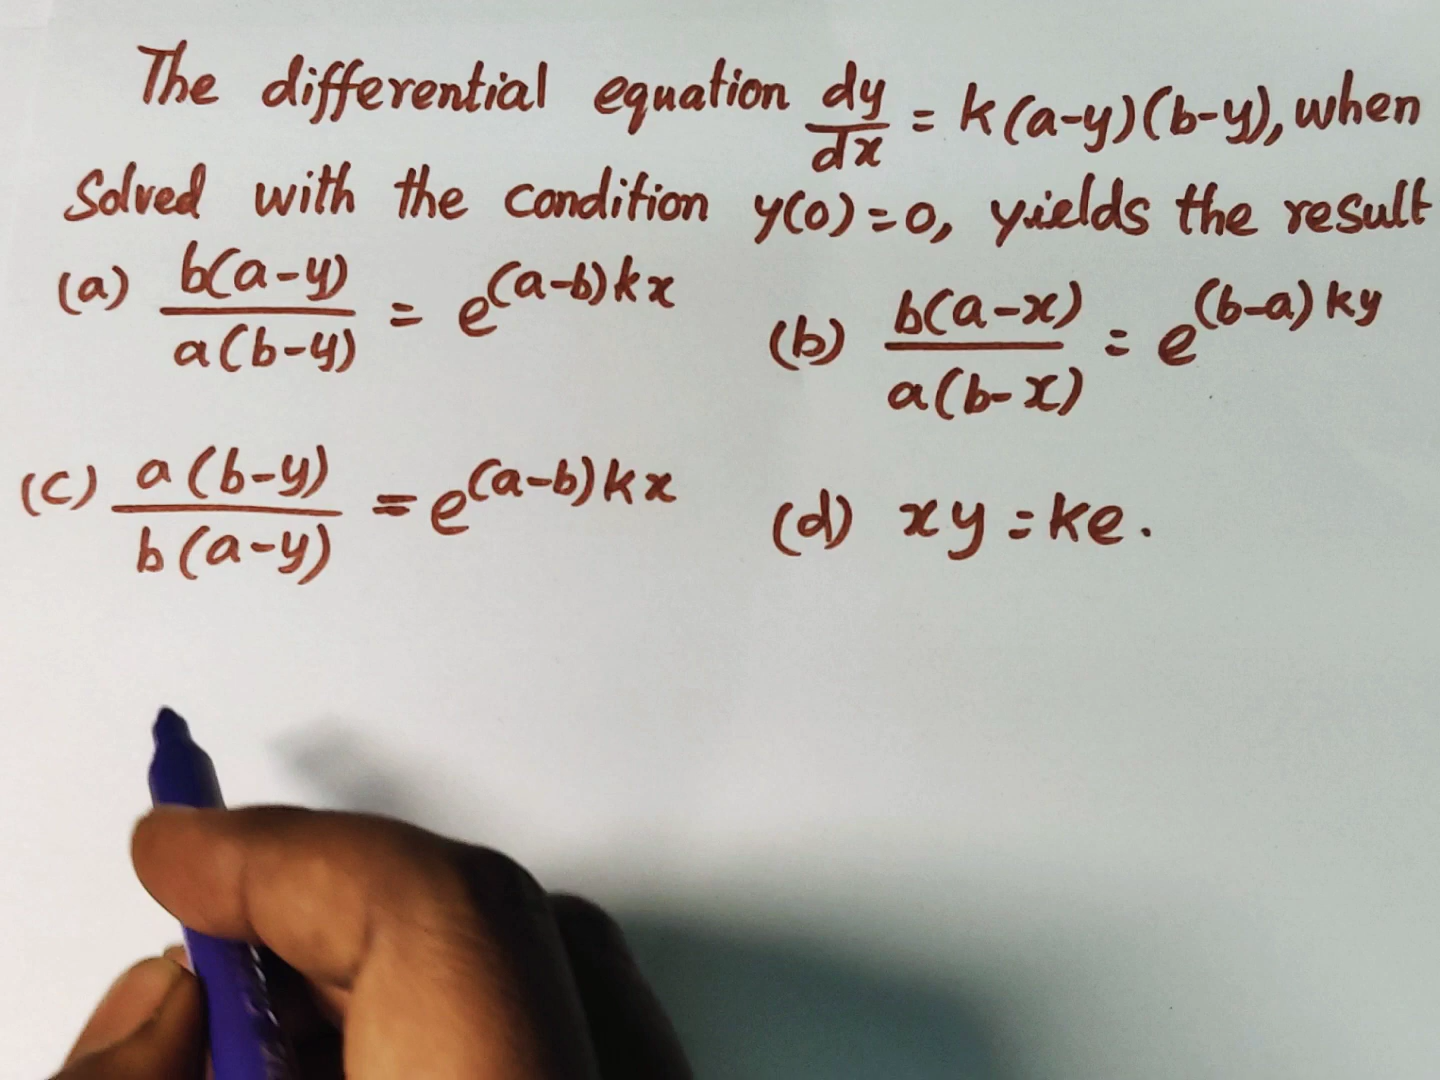 The differential equation dy/dx = k(a-y)(b-y), when
Solved with the condition y(0)=0, yields the result
(a) b(a-y)/a(b-y) = e^(a-b)kx (b) b(a-x)/a(b-x) = e^(b-a)ky
(c) a(b-y)/b(a-y) = e^(a-b)kx (d) xy=ke.